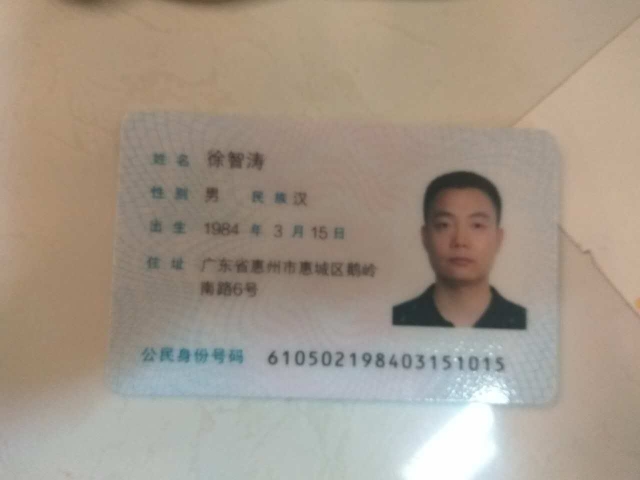 姓名 徐智涛
性别 男 民族 汉
出生 1984 年 3 月 15 日
住址 广东省惠州市惠城区鹅岭
南路6号
公民身份号码 610502198403151015